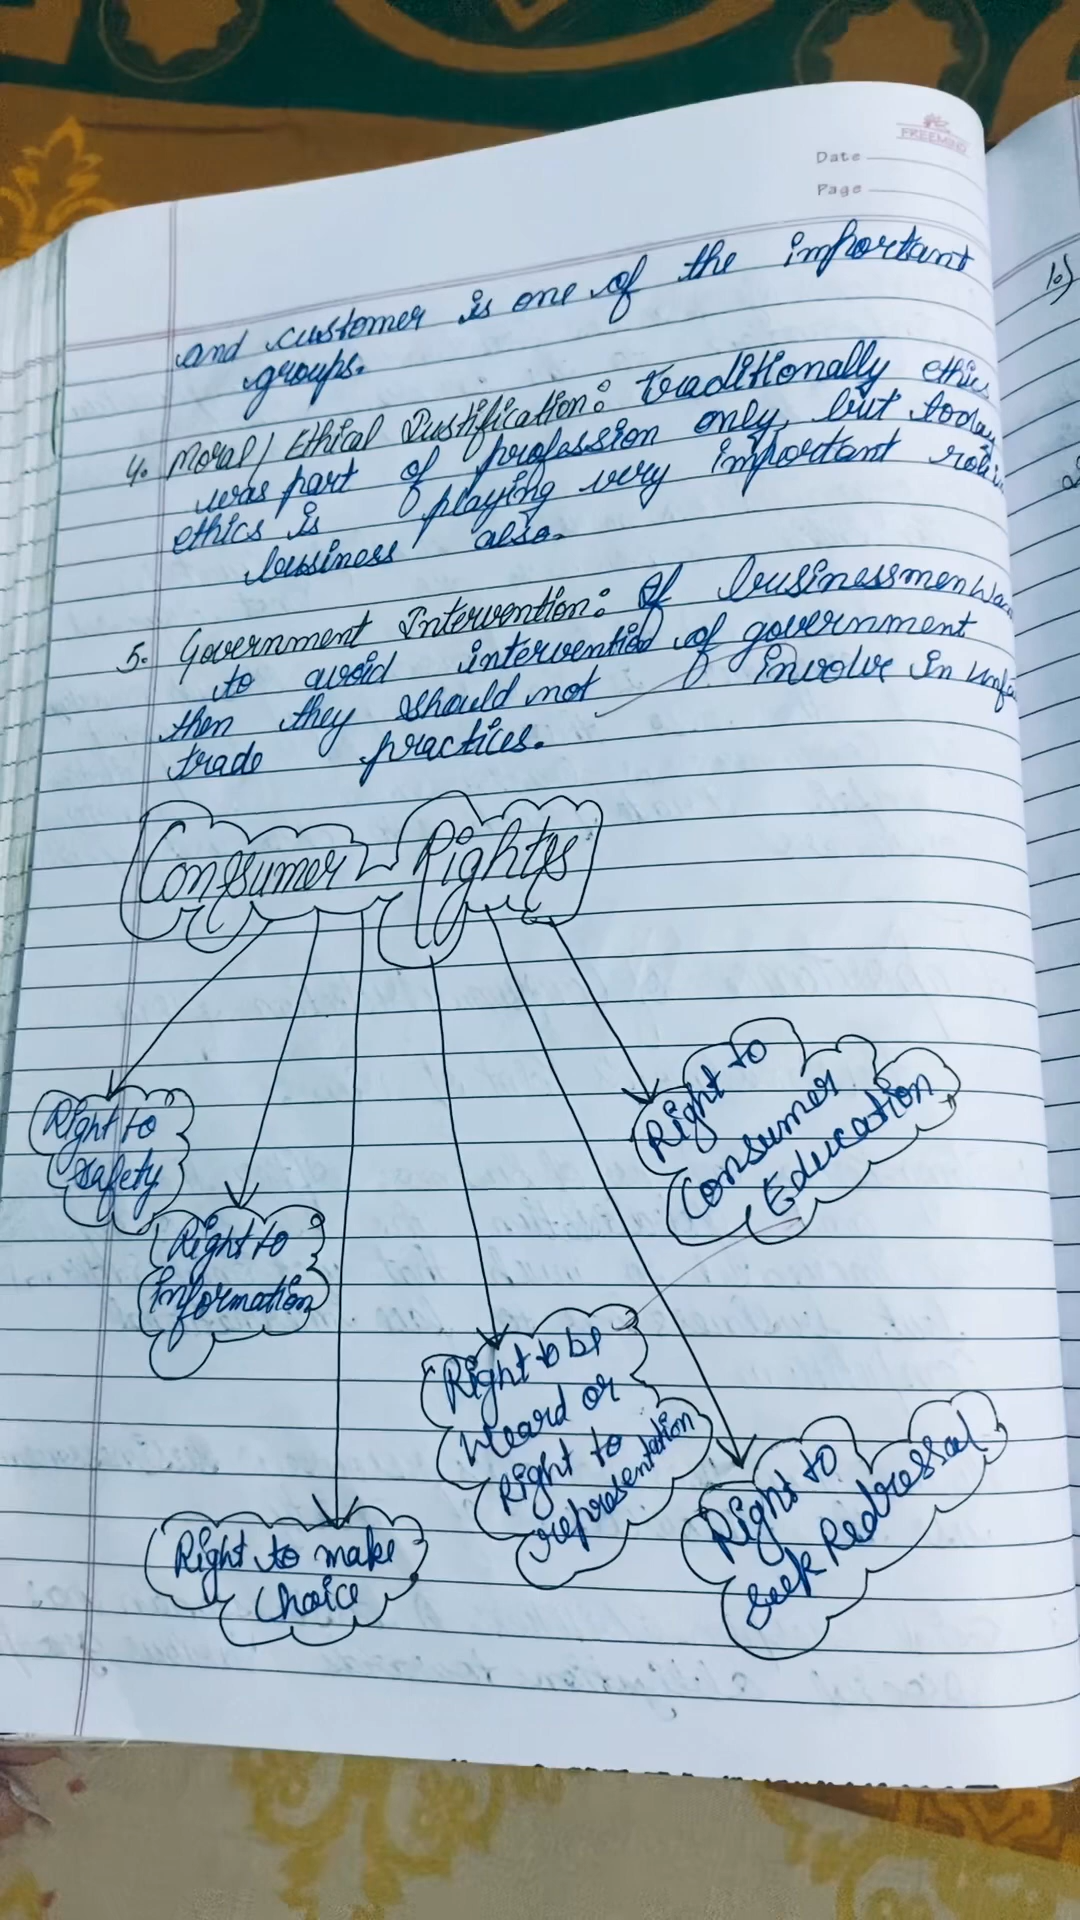 FREEMIND
Date
Page
and customer is one of the important
groups.
4. Moral / Ethical Justification: Traditionally ethics
was part of profession only, but today
ethics is playing very important role in
bussiness also.
5. Government Intervention: If businessmen
to avoid intervention of government
then they should not involve in
trade practices.
Consumer Rights
Right to
safety
Right to
Information
Right to make
Choice
Right to be
Heard or
Right to
representation
Right to
Seek Redressal
Right to
Consumer
Education
10)